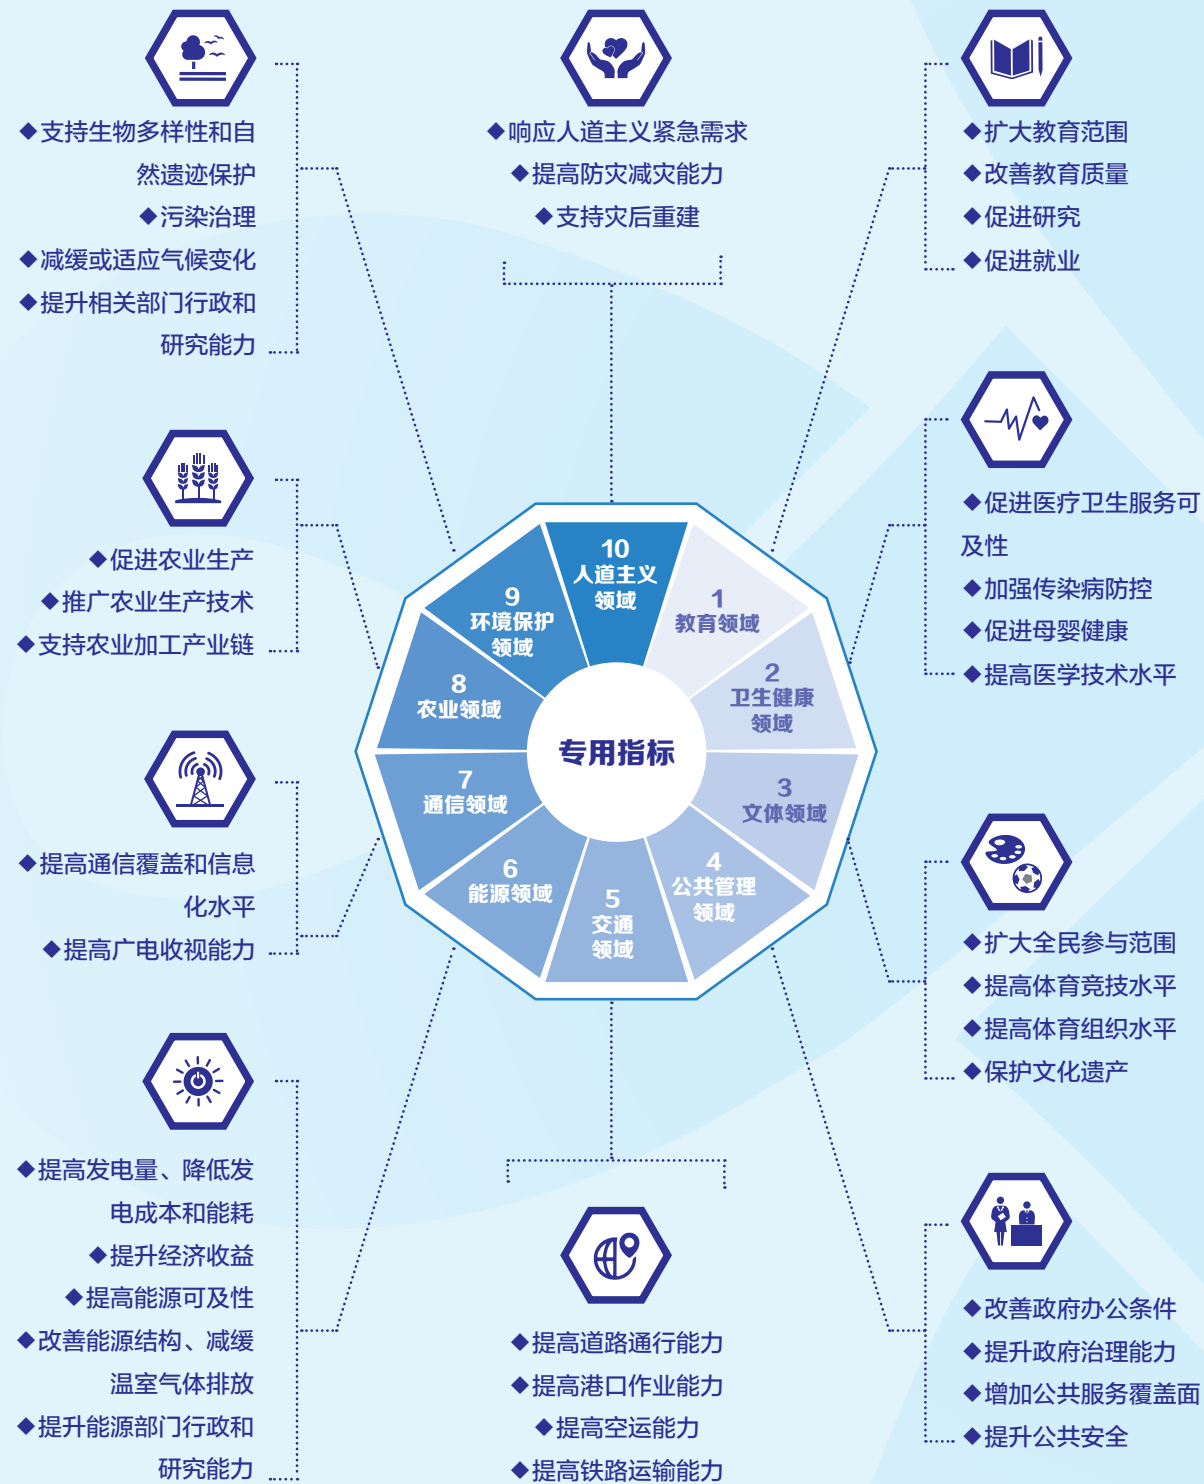 ◆支持生物多样性和自
然遗迹保护
◆污染治理
◆减缓或适应气候变化
◆提升相关部门行政和
研究能力
◆响应人道主义紧急需求
◆提高防灾减灾能力
◆支持灾后重建
◆扩大教育范围
◆改善教育质量
◆促进研究
◆促进就业
◆促进农业生产
◆推广农业生产技术
◆支持农业加工产业链
◆促进医疗卫生服务可
及性
◆加强传染病防控
◆促进母婴健康
◆提高医学技术水平
10
人道主义
领域
1
教育领域
2
卫生健康
领域
3
文体领域
4
公共管理
领域
5
交通
领域
6
能源领域
7
通信领域
8
农业领域
9
环境保护
领域
专用指标
◆提高通信覆盖和信息
化水平
◆提高广电收视能力
◆扩大全民参与范围
◆提高体育竞技水平
◆提高体育组织水平
◆保护文化遗产
◆提高发电量、降低发
电成本和能耗
◆提升经济收益
◆提高能源可及性
◆改善能源结构、减缓
温室气体排放
◆提升能源部门行政和
研究能力
◆提高道路通行能力
◆提高港口作业能力
◆提高空运能力
◆提高铁路运输能力
◆改善政府办公条件
◆提升政府治理能力
◆增加公共服务覆盖面
◆提升公共安全